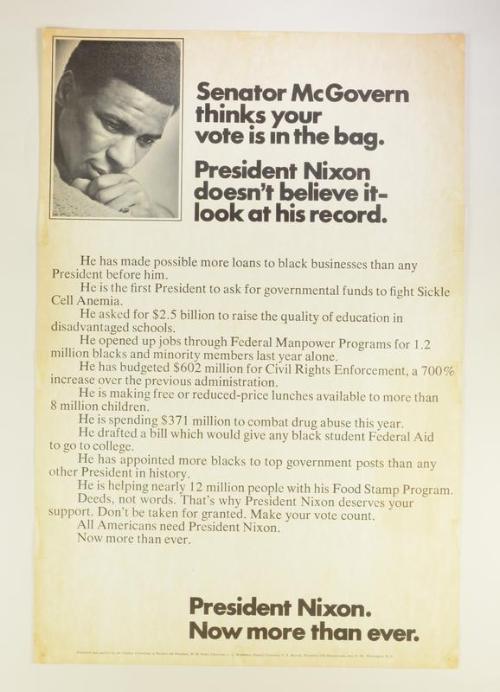 Senator McGovern
thinks your
vote is in the bag.
President Nixon
doesn't believe it-
look at his record.
He has made possible more loans to black businesses than any
President before him.
He is the first President to ask for governmental funds to fight Sickle
Cell Anemia.
He asked for $2.5 billion to raise the quality of education in
disadvantaged schools.
He opened up jobs through Federal Manpower Programs for 1.2
million blacks and minority members last year alone.
He has budgeted $602 million for Civil Rights Enforcement, a 700%
increase over the previous administration.
He is making free or reduced-price lunches available to more than
8 million children.
He is spending $371 million to combat drug abuse this year.
He drafted a bill which would give any black student Federal Aid
to go to college.
He has appointed more blacks to top government posts than any
other President in history.
He is helping nearly 12 million people with his Food Stamp Program.
Deeds, not words. That's why President Nixon deserves your
support. Don't be taken for granted. Make your vote count.
All Americans need President Nixon.
Now more than ever.
President Nixon.
Now more than ever.